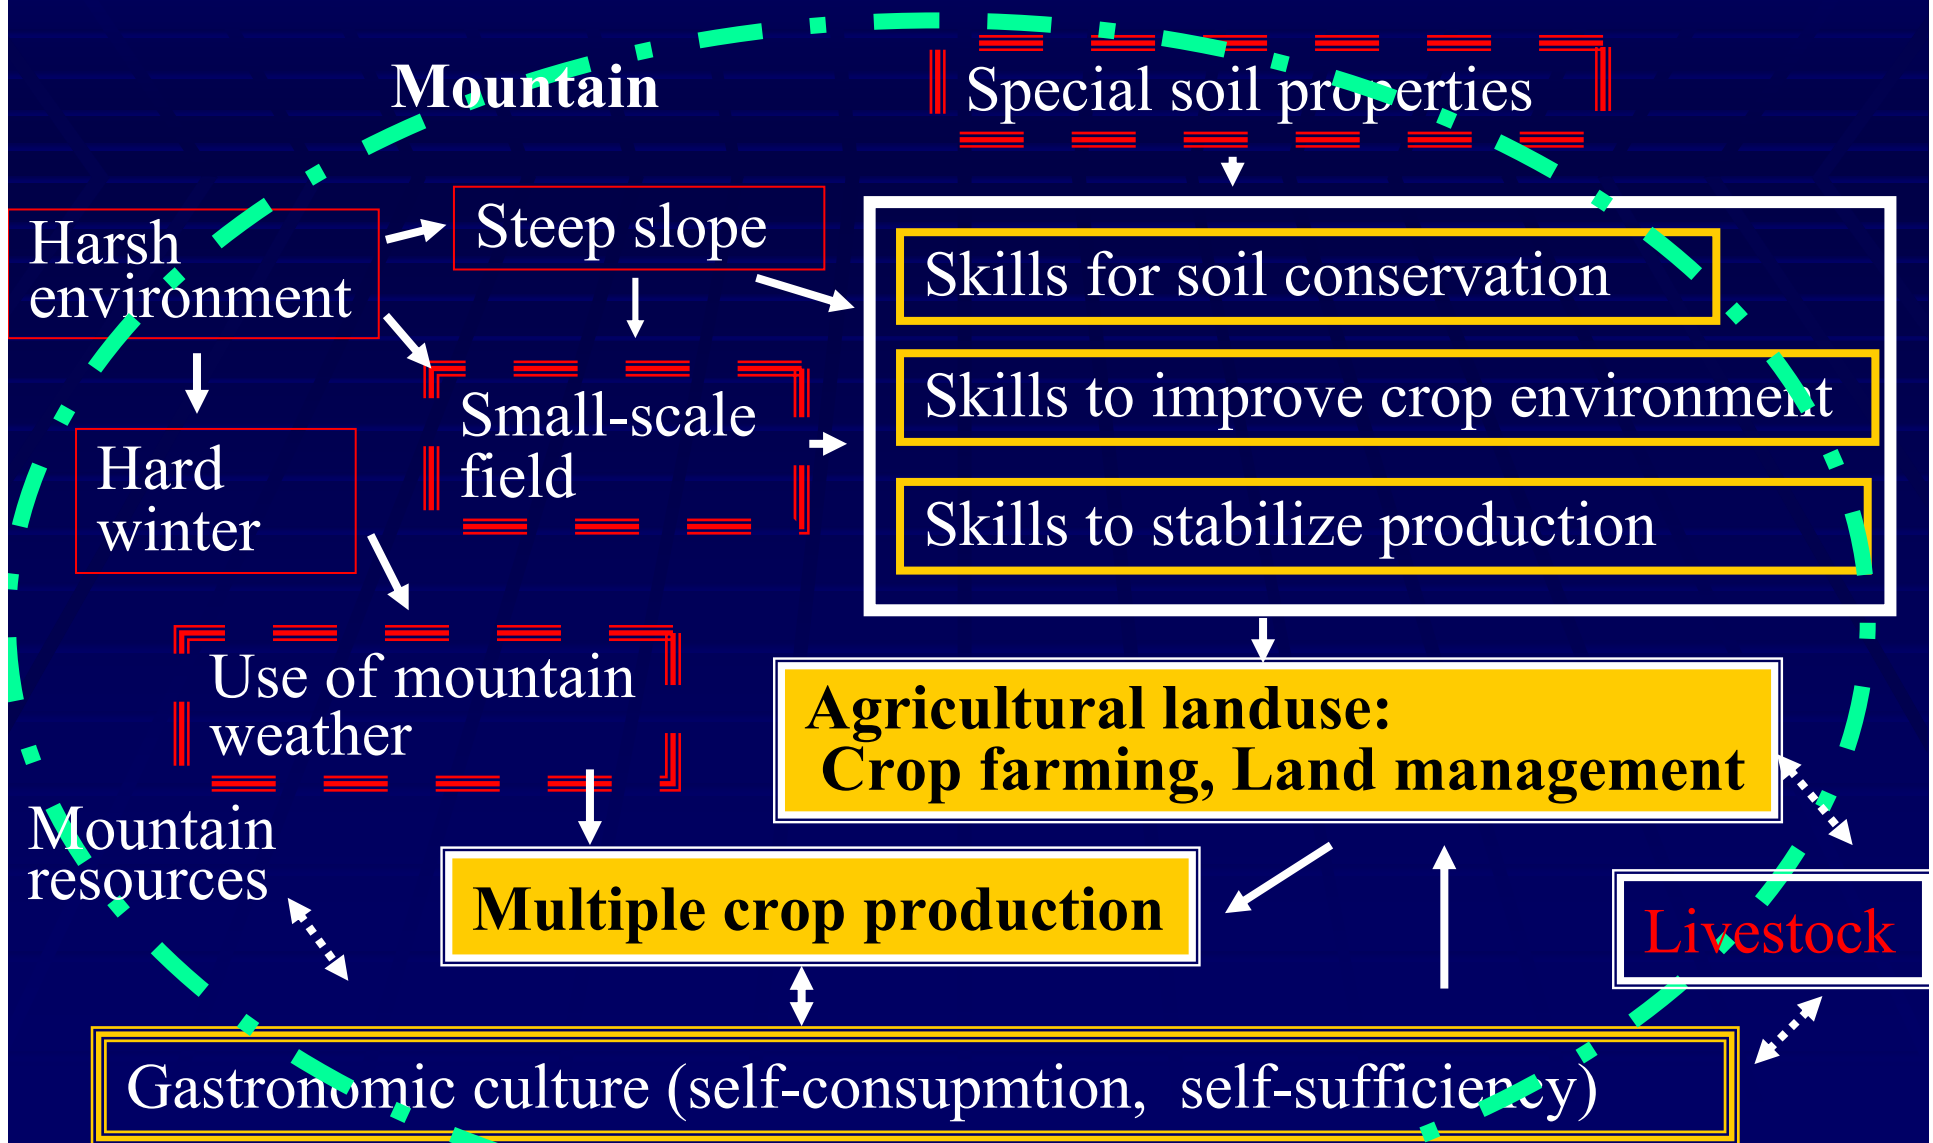 Mountain
Special soil properties
Harsh
environment
Steep slope
Skills for soil conservation
Small-scale
field
Skills to improve crop environment
Hard
winter
Skills to stabilize production
Use of mountain
weather
Agricultural landuse:
Crop farming, Land management
Mountain
resources
Multiple crop production
Livestock
Gastronomic culture (self-consupmtion, self-sufficiency)